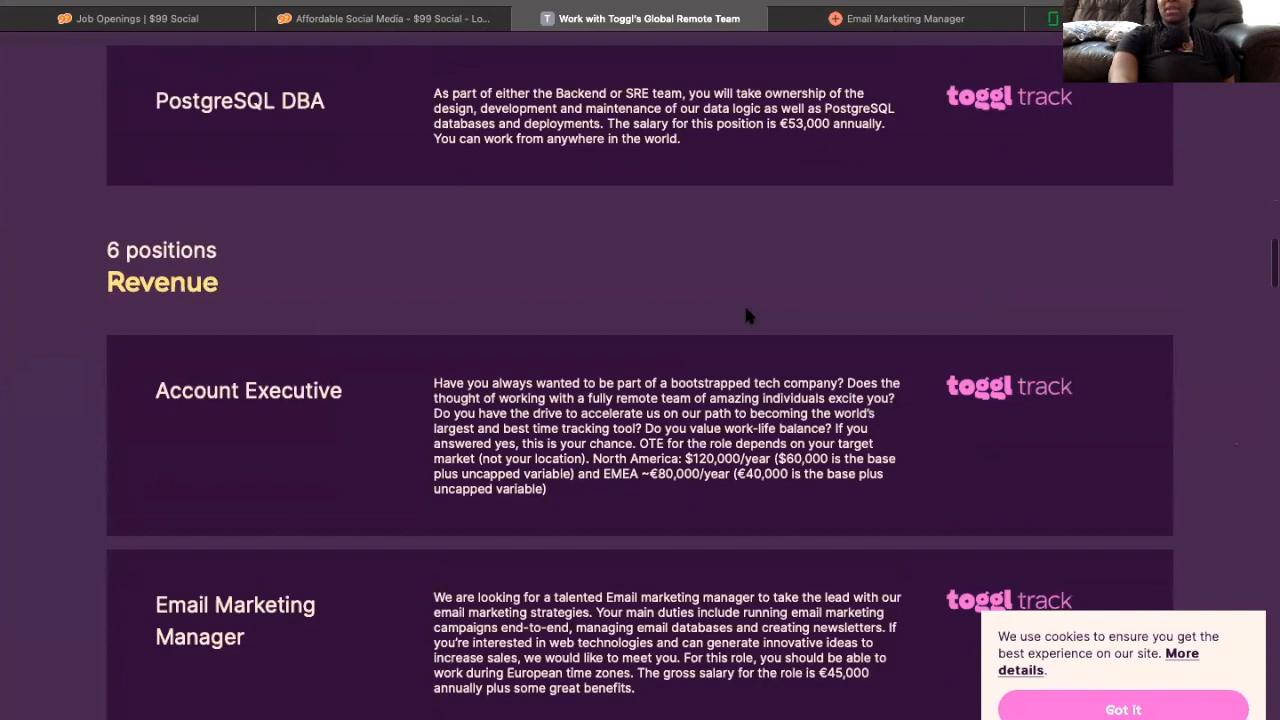 Job Openings | $99 Social
Affordable Social Media - $99 Social - Lo...
T Work with Toggl's Global Remote Team
Email Marketing Manager
PostgreSQL DBA
As part of either the Backend or SRE team, you will take ownership of the
design, development and maintenance of our data logic as well as PostgreSQL
databases and deployments. The salary for this position is €53,000 annually.
You can work from anywhere in the world.
toggl track
6 positions
Revenue
Account Executive
Have you always wanted to be part of a bootstrapped tech company? Does the
thought of working with a fully remote team of amazing individuals excite you?
Do you have the drive to accelerate us on our path to becoming the world's
largest and best time tracking tool? Do you value work-life balance? If you
answered yes, this is your chance. OTE for the role depends on your target
market (not your location). North America: $120,000/year ($60,000 is the base
plus uncapped variable) and EMEA ~€80,000/year (€40,000 is the base plus
uncapped variable)
toggl track
Email Marketing
Manager
We are looking for a talented Email marketing manager to take the lead with our
email marketing strategies. Your main duties include running email marketing
campaigns end-to-end, managing email databases and creating newsletters. If
you're interested in web technologies and can generate innovative ideas to
increase sales, we would like to meet you. For this role, you should be able to
work during European time zones. The gross salary for the role is €45,000
annually plus some great benefits.
toggl track
We use cookies to ensure you get the
best experience on our site. More
details.
Got it